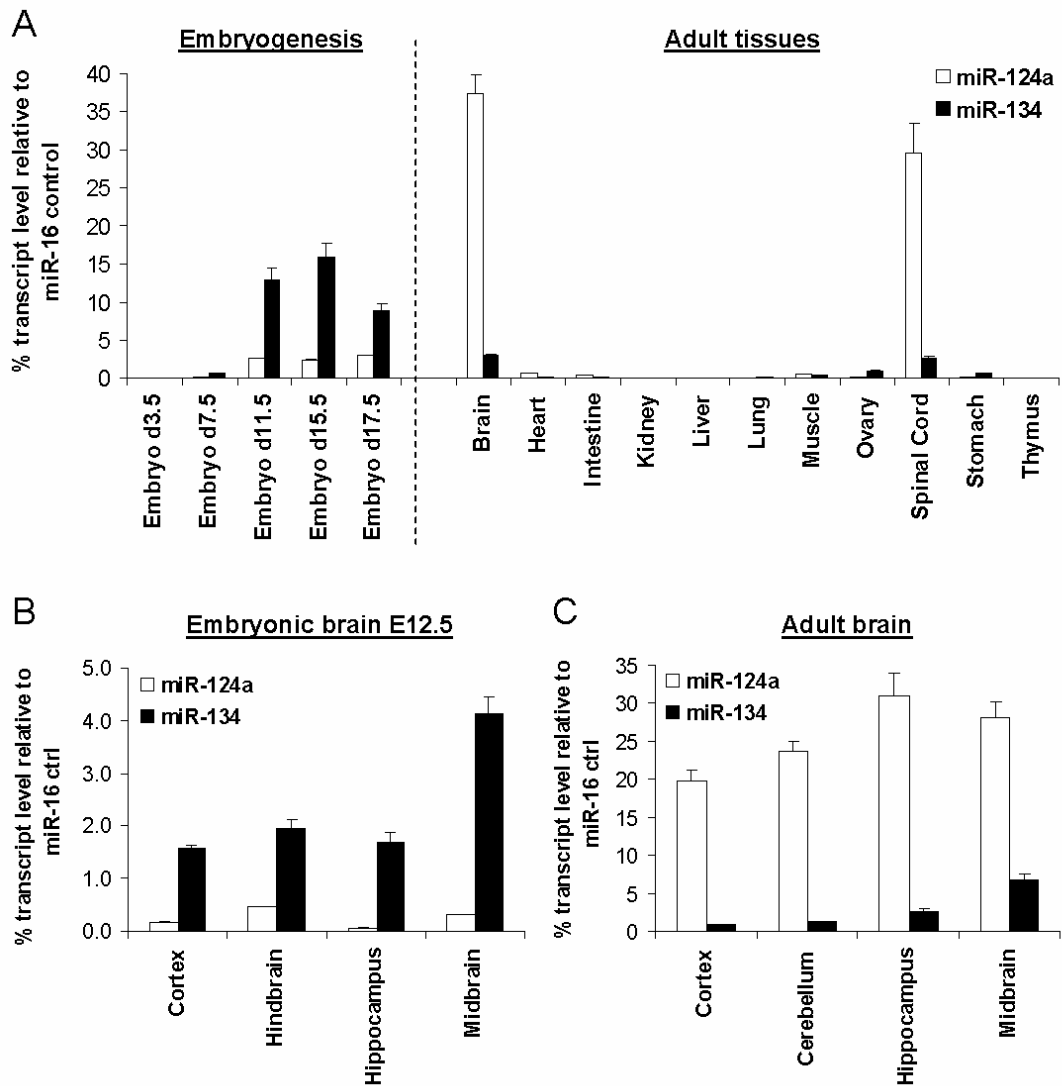 A
Embryogenesis
Adult tissues
% transcript level relative to
miR-16 control
40
35
30
25
20
15
10
5
0
miR-124a
miR-134
Embryo d3.5
Embryo d7.5
Embryo d11.5
Embryo d15.5
Embryo d17.5
Brain
Heart
Intestine
Kidney
Liver
Lung
Muscle
Ovary
Spinal Cord
Stomach
Thymus
B
Embryonic brain E12.5
% transcript level relative to
miR-16 ctrl
5.0
4.0
3.0
2.0
1.0
0.0
miR-124a
miR-134
Cortex
Hindbrain
Hippocampus
Midbrain
C
Adult brain
% transcript level relative to
miR-16 ctrl
35
30
25
20
15
10
5
0
miR-124a
miR-134
Cortex
Cerebellum
Hippocampus
Midbrain